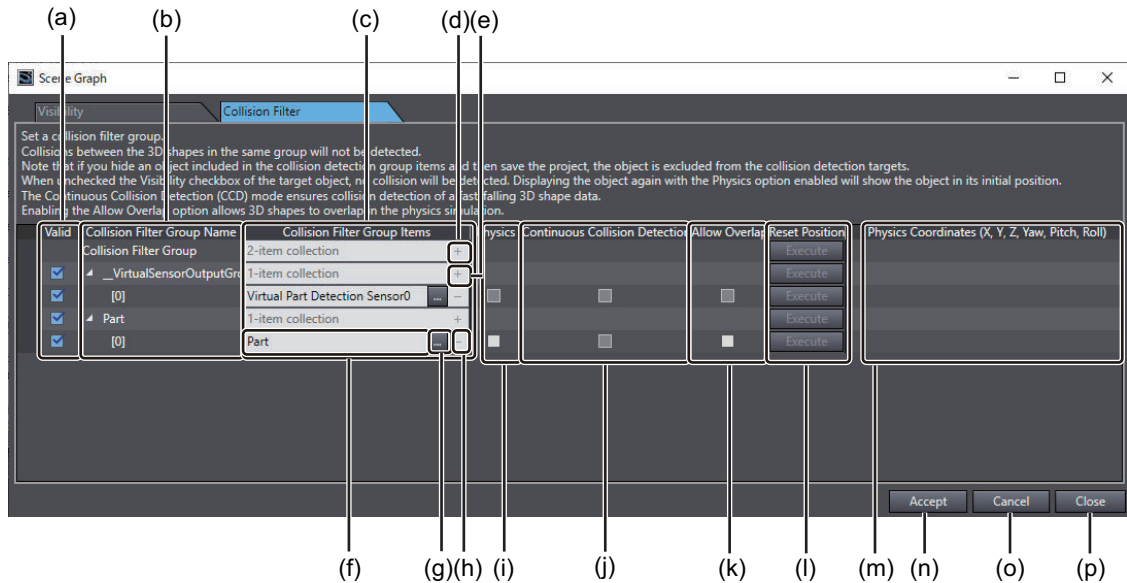 (a) (b) (c) (d)(e)
Scene Graph
Visibility Collision Filter
Set a collision filter group.
Collisions between the 3D shapes in the same group will not be detected.
Note that if you hide an object included in the collision detection group items and then save the project, the object is excluded from the collision detection targets.
When unchecked the Visibility checkbox of the target object, no collision will be detected. Displaying the object again with the Physics option enabled will show the object in its initial position.
The Continuous Collision Detection (CCD) mode ensures collision detection of a fast falling 3D shape data.
Enabling the Allow Overlap option allows 3D shapes to overlap in the physics simulation.
Valid Collision Filter Group Name Collision Filter Group Items Physics Continuous Collision Detection Allow Overlap Reset Position Physics Coordinates (X, Y, Z, Yaw, Pitch, Roll)
Collision Filter Group 2-item collection + Execute
__VirtualSensorOutputGro 1-item collection + Execute
[0] Virtual Part Detection Sensor0 ... − Execute
Part 1-item collection + Execute
[0] Part ... − Execute
Accept Cancel Close
(f) (g)(h) (i) (j) (k) (l) (m) (n) (o) (p)